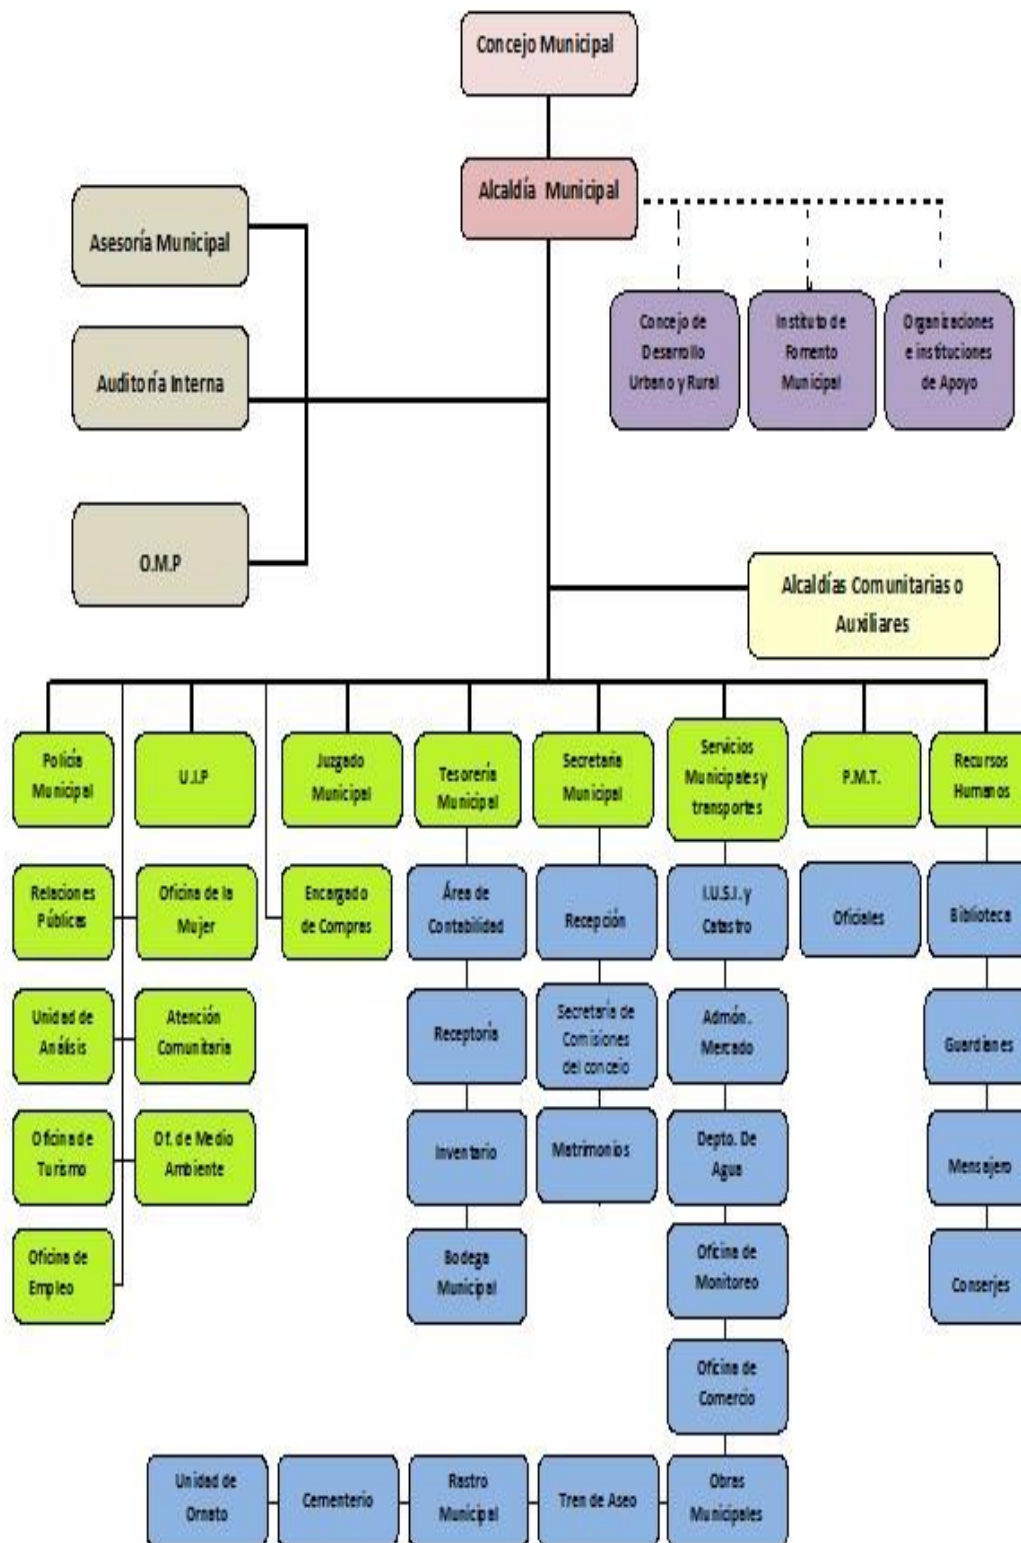 Concejo Municipal
Alcaldía Municipal
Asesoría Municipal
Auditoría Interna
O.M.P
Concejo de
Desarrollo
Urbano y Rural
Instituto de
Fomento
Municipal
Organizaciones
e instituciones
de Apoyo
Alcaldías Comunitarias o
Auxiliares
Policía
Municipal
U.I.P
Juzgado
Municipal
Tesorería
Municipal
Secretaria
Municipal
Servicios
Municipales y
transportes
P.M.T.
Recursos
Humanos
Relaciones
Públicas
Oficina de la
Mujer
Encargado
de Compras
Área de
Contabilidad
Recepción
I.U.S.I. y
Catastro
Oficiales
Biblioteca
Unidad de
Análisis
Atención
Comunitaria
Receptoría
Secretaría de
Comisiones
del concejo
Admón.
Mercado
Guardianes
Oficina de
Turismo
Of. de Medio
Ambiente
Inventario
Matrimonios
Depto. De
Agua
Mensajero
Oficina de
Empleo
Bodega
Municipal
Oficina de
Monitoreo
Conserjes
Oficina de
Comercio
Unidad de
Ornato
Cementerio
Rastro
Municipal
Tren de Aseo
Obras
Municipales